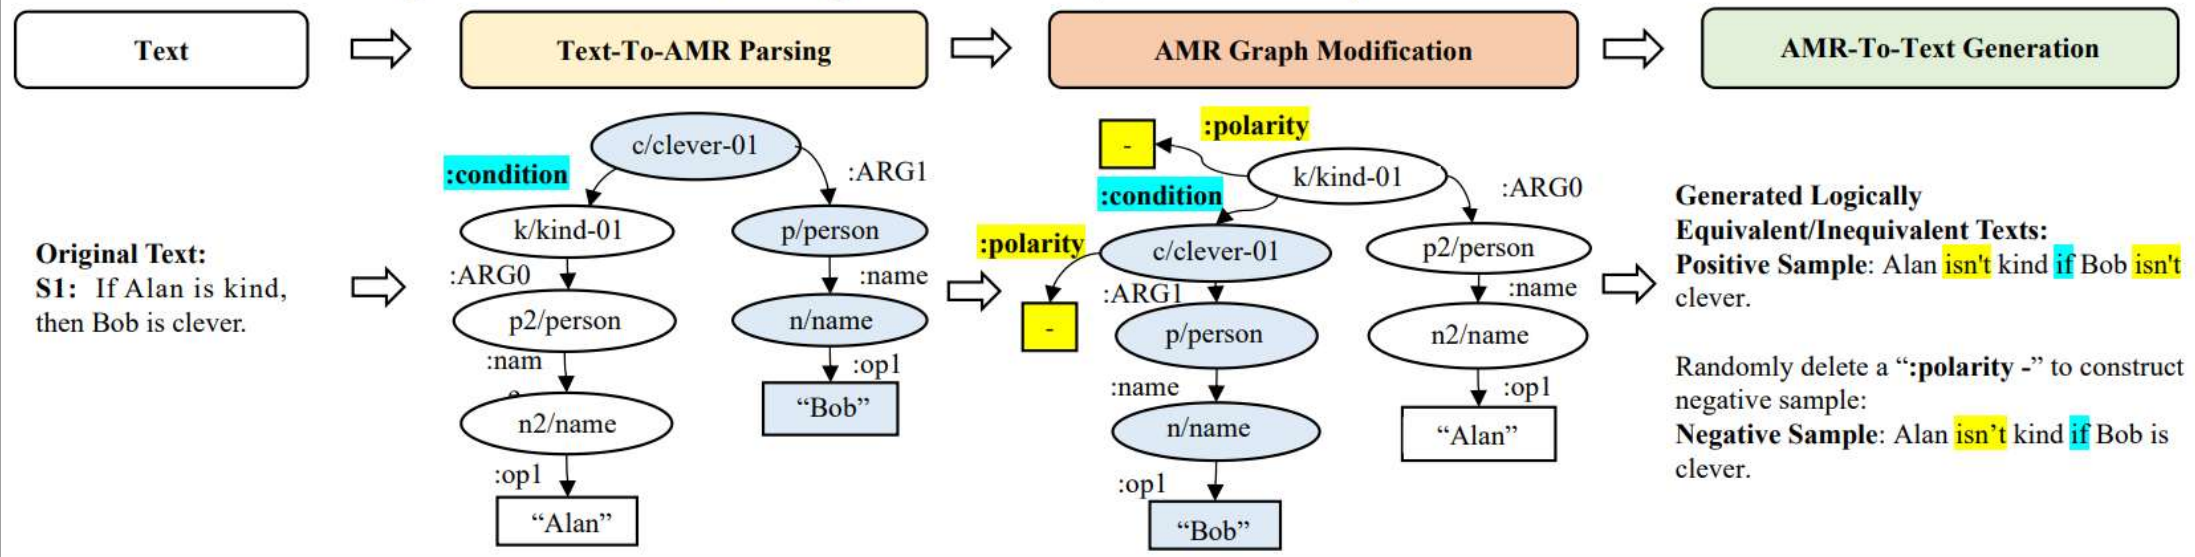 Text
Text-To-AMR Parsing
AMR Graph Modification
AMR-To-Text Generation
Original Text:
S1: If Alan is kind,
then Bob is clever.
c/clever-01
:condition
:ARG1
k/kind-01
p/person
:ARG0
:name
p2/person
n/name
:nam
e
:op1
n2/name
“Bob”
:op1
“Alan”
:polarity
-
k/kind-01
:condition
:ARG0
:polarity
c/clever-01
p2/person
:ARG1
:name
-
p/person
n2/name
:name
:op1
n/name
“Alan”
:op1
“Bob”
Generated Logically
Equivalent/Inequivalent Texts:
Positive Sample: Alan isn't kind if Bob isn't
clever.
Randomly delete a “:polarity -” to construct
negative sample:
Negative Sample: Alan isn’t kind if Bob is
clever.